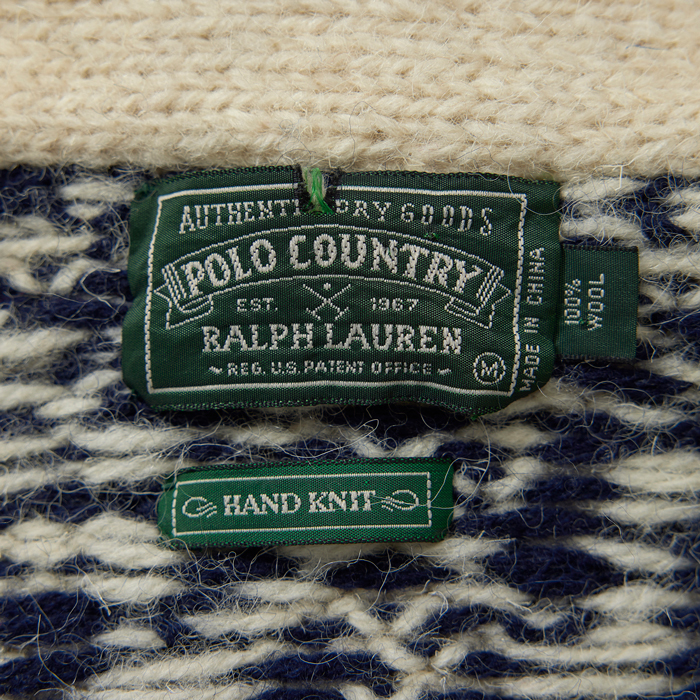 AUTHENTI DRY GOODS
POLO COUNTRY
EST. 1967
RALPH LAUREN
REG. U.S. PATENT OFFICE
M
MADE IN CHINA
100%
WOOL
HAND KNIT